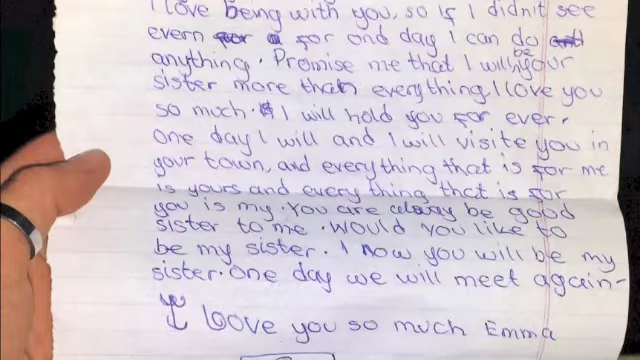 I love being with you, so if I didn't see
evern for one day I can do
anything. Promise me that I will be your
sister more than everything. I love you
so much. I will hold you for ever.
One day I will and I will visite you in
your town, and everything that is for me
is yours and every thing that is for
you is my. You are alway be good
sister to me. Would you like to
be my sister. I now you will be my
sister. One day we will meet again-
I loove you so much Emma